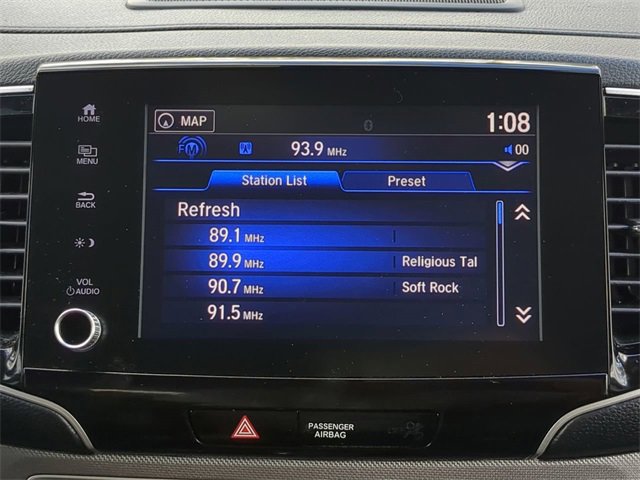 HOME
MENU
BACK
VOL
AUDIO
MAP
1:08
FM
93.9 MHz
00
Station List
Preset
Refresh
89.1 MHz
89.9 MHz Religious Tal
90.7 MHz Soft Rock
91.5 MHz
PASSENGER
AIRBAG